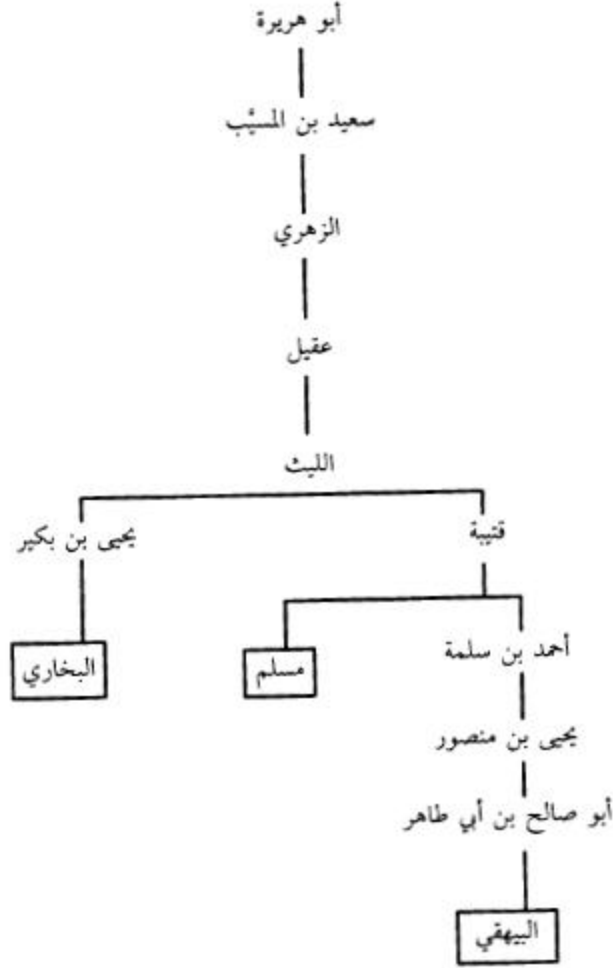 أبو هريرة
سعيد بن المسيَّب
الزهري
عقيل
الليث
قتيبة
يحيى بن بكير
أحمد بن سلمة
مسلم
البخاري
يحيى بن منصور
أبو صالح بن أبي طاهر
البيهقي